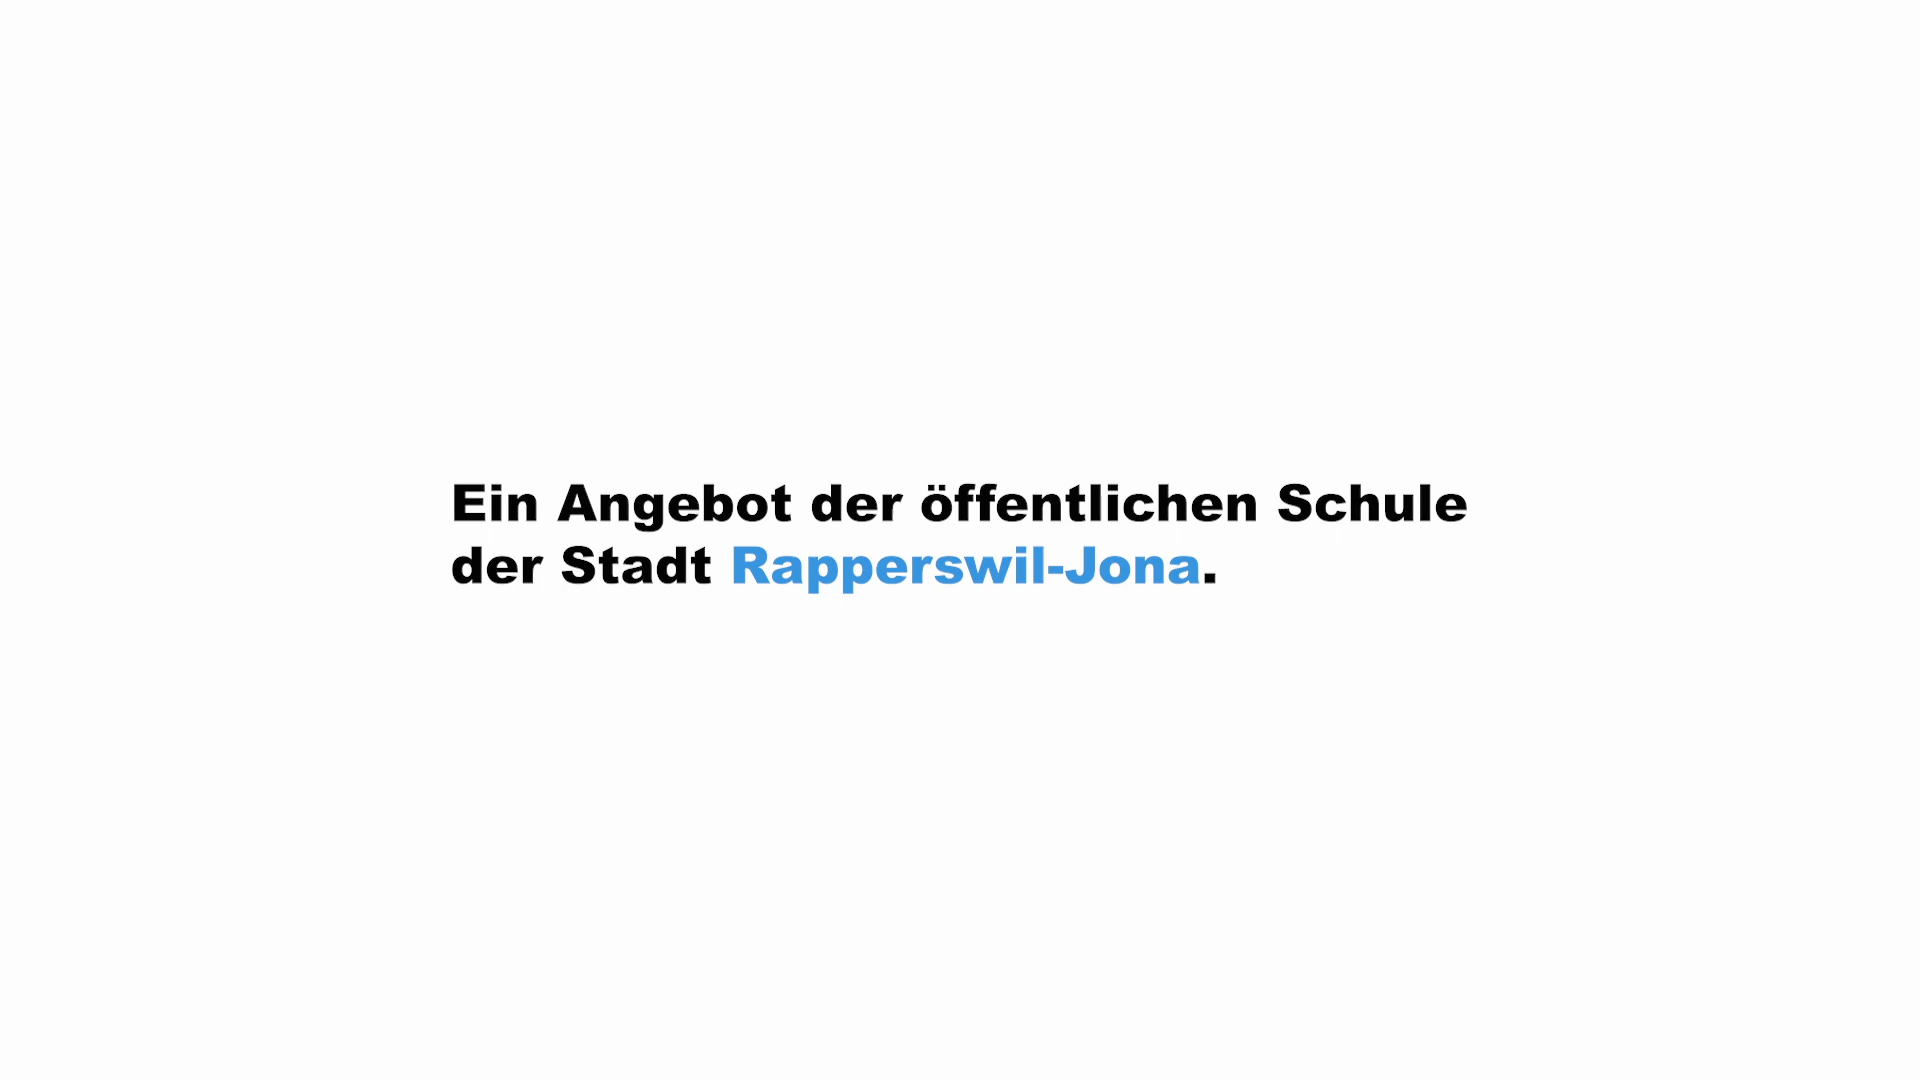 Ein Angebot der öffentlichen Schule
der Stadt Rapperswil-Jona.